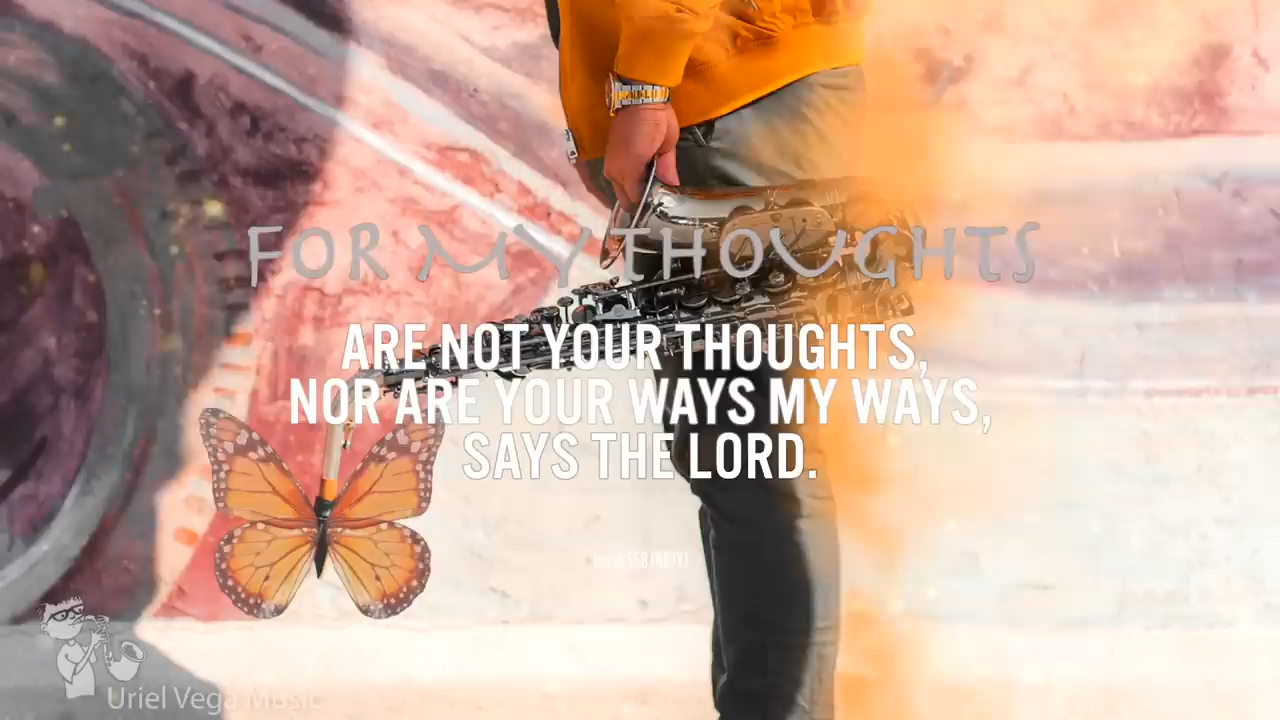 FOR MY THOUGHTS
ARE NOT YOUR THOUGHTS,
NOR ARE YOUR WAYS MY WAYS,
SAYS THE LORD.
Uriel Vega Music